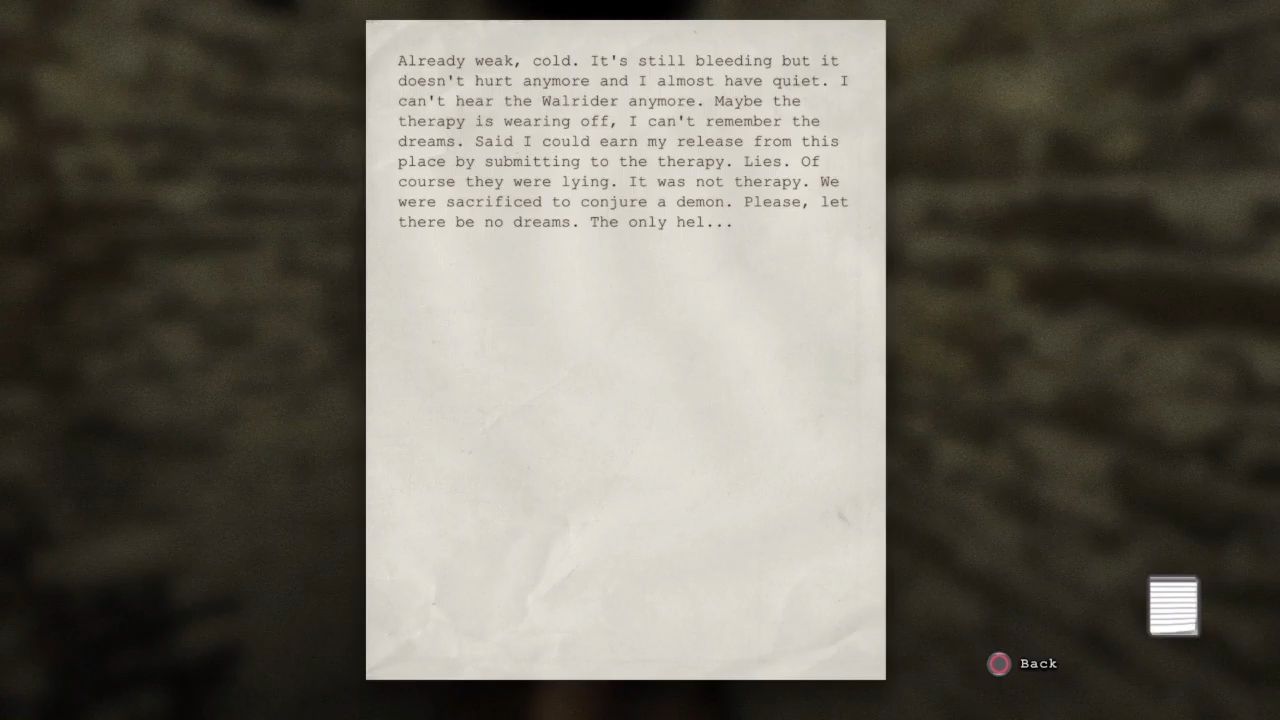 Already weak, cold. It's still bleeding but it
doesn't hurt anymore and I almost have quiet. I
can't hear the Walrider anymore. Maybe the
therapy is wearing off, I can't remember the
dreams. Said I could earn my release from this
place by submitting to the therapy. Lies. Of
course they were lying. It was not therapy. We
were sacrificed to conjure a demon. Please, let
there be no dreams. The only hel...
Back